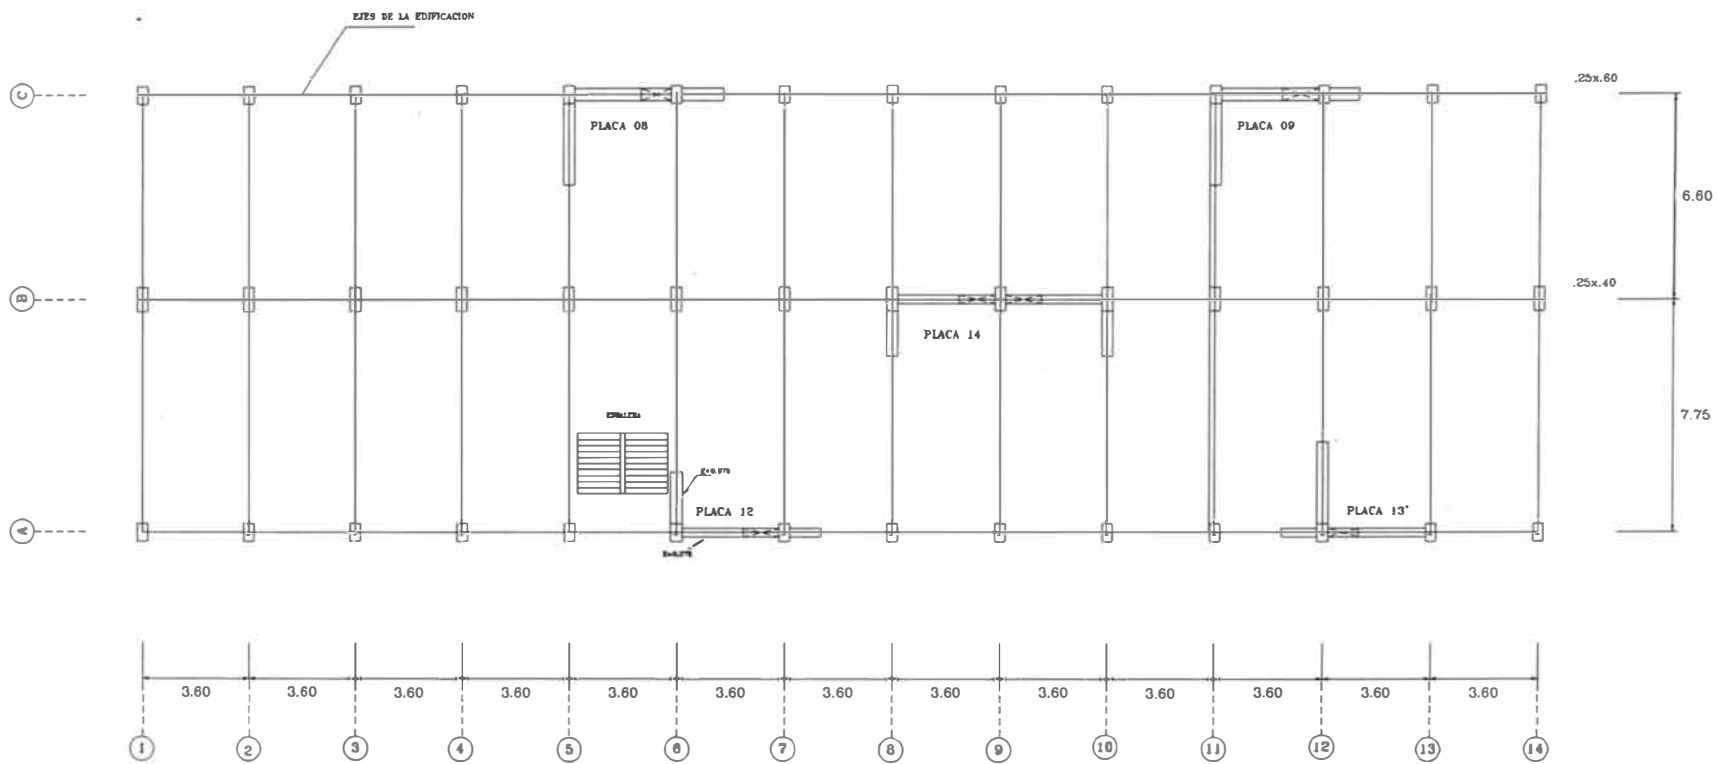 EJES DE LA EDIFICACION
C
.25x.60
PLACA 08
PLACA 09
6.60
B
.25x.40
PLACA 14
7.75
PLACA 12
PLACA 13'
A
3.60 3.60 3.60 3.60 3.60 3.60 3.60 3.60 3.60 3.60 3.60 3.60 3.60
1 2 3 4 5 6 7 8 9 10 11 12 13 14